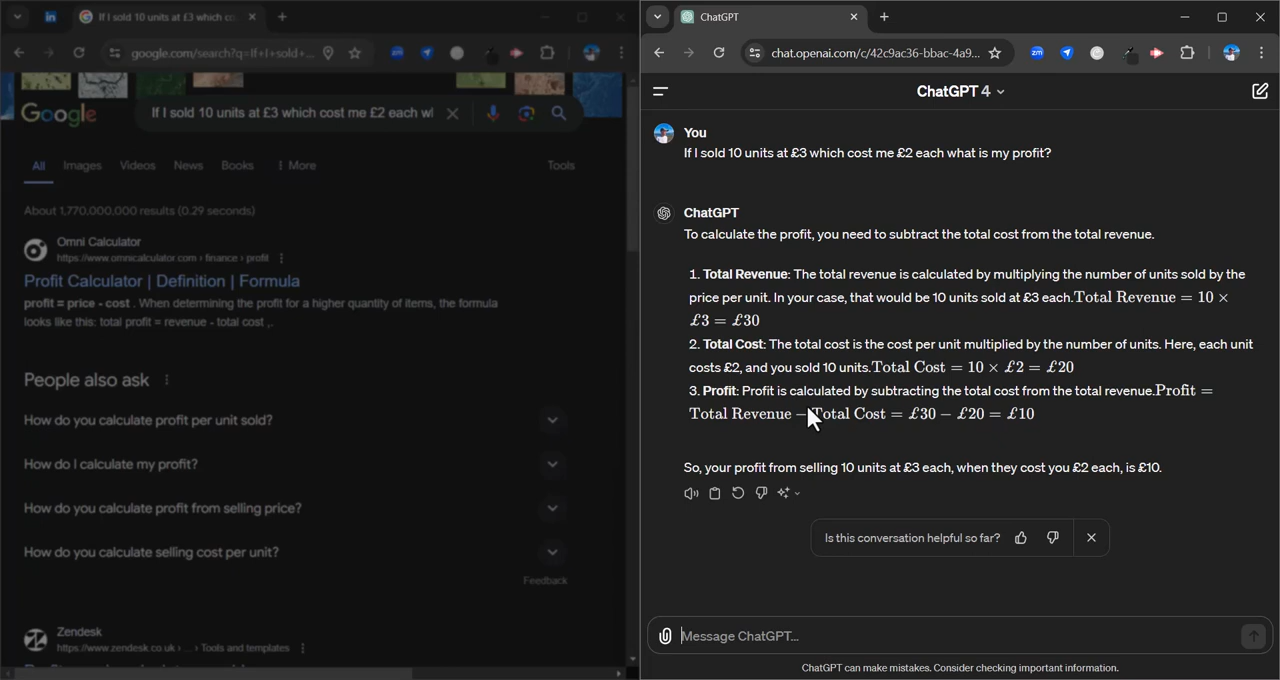 If I sold 10 units at £3 which co
google.com/search?q=If+I+sold+...
Google
If I sold 10 units at £3 which cost me £2 each wl
All Images Videos News Books More Tools
About 1,770,000,000 results (0.29 seconds)
Omni Calculator
https://www.omnicalculator.com › finance › profit
Profit Calculator | Definition | Formula
profit = price - cost . When determining the profit for a higher quantity of items, the formula
looks like this: total profit = revenue - total cost ,.
People also ask
How do you calculate profit per unit sold?
How do I calculate my profit?
How do you calculate profit from selling price?
How do you calculate selling cost per unit?
Feedback
Zendesk
https://www.zendesk.co.uk › ... › Tools and templates
ChatGPT
chat.openai.com/c/42c9ac36-bbac-4a9...
ChatGPT 4
You
If I sold 10 units at £3 which cost me £2 each what is my profit?
ChatGPT
To calculate the profit, you need to subtract the total cost from the total revenue.
1. Total Revenue: The total revenue is calculated by multiplying the number of units sold by the
price per unit. In your case, that would be 10 units sold at £3 each.Total Revenue = 10 ×
£3 = £30
2. Total Cost: The total cost is the cost per unit multiplied by the number of units. Here, each unit
costs £2, and you sold 10 units.Total Cost = 10 × £2 = £20
3. Profit: Profit is calculated by subtracting the total cost from the total revenue.Profit =
Total Revenue − Total Cost = £30 − £20 = £10
So, your profit from selling 10 units at £3 each, when they cost you £2 each, is £10.
Is this conversation helpful so far?
Message ChatGPT...
ChatGPT can make mistakes. Consider checking important information.